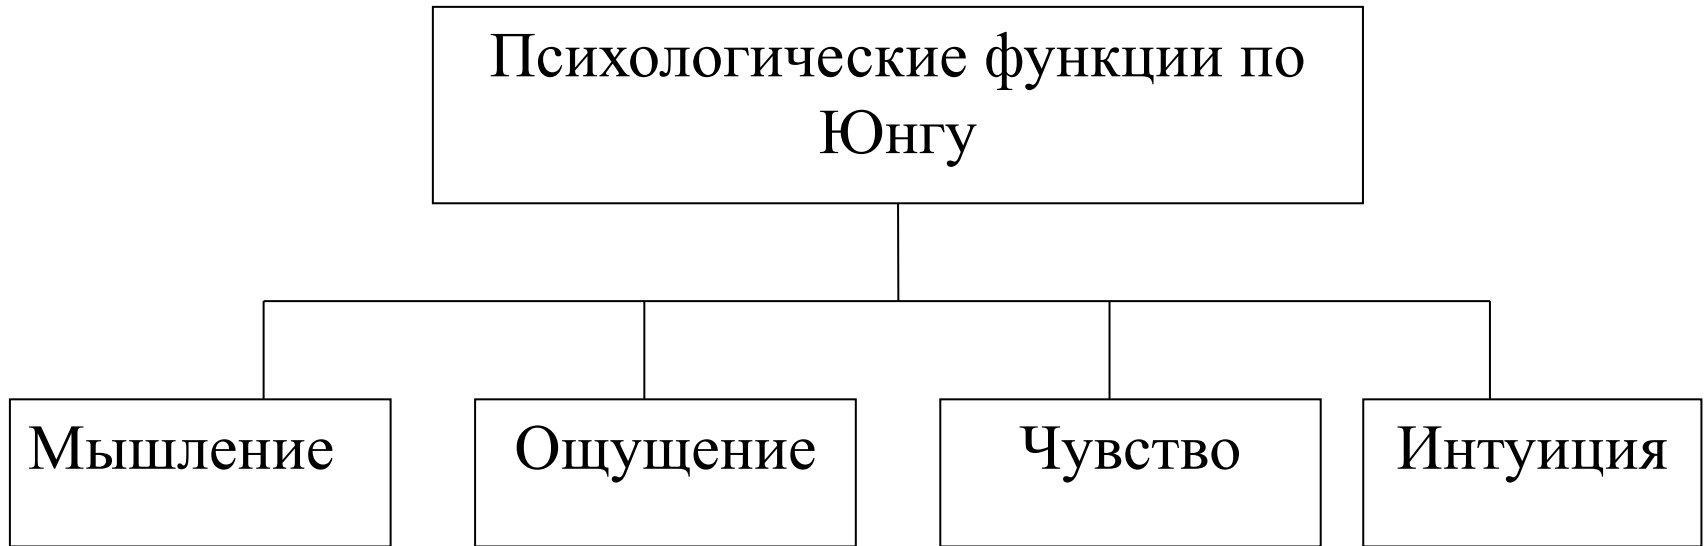 Психологические функции по
Юнгу
Мышление
Ощущение
Чувство
Интуиция